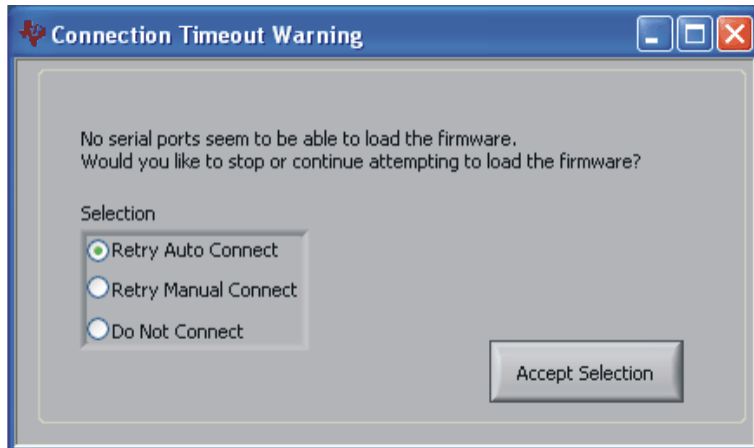 Connection Timeout Warning
No serial ports seem to be able to load the firmware.
Would you like to stop or continue attempting to load the firmware?
Selection
Retry Auto Connect
Retry Manual Connect
Do Not Connect
Accept Selection